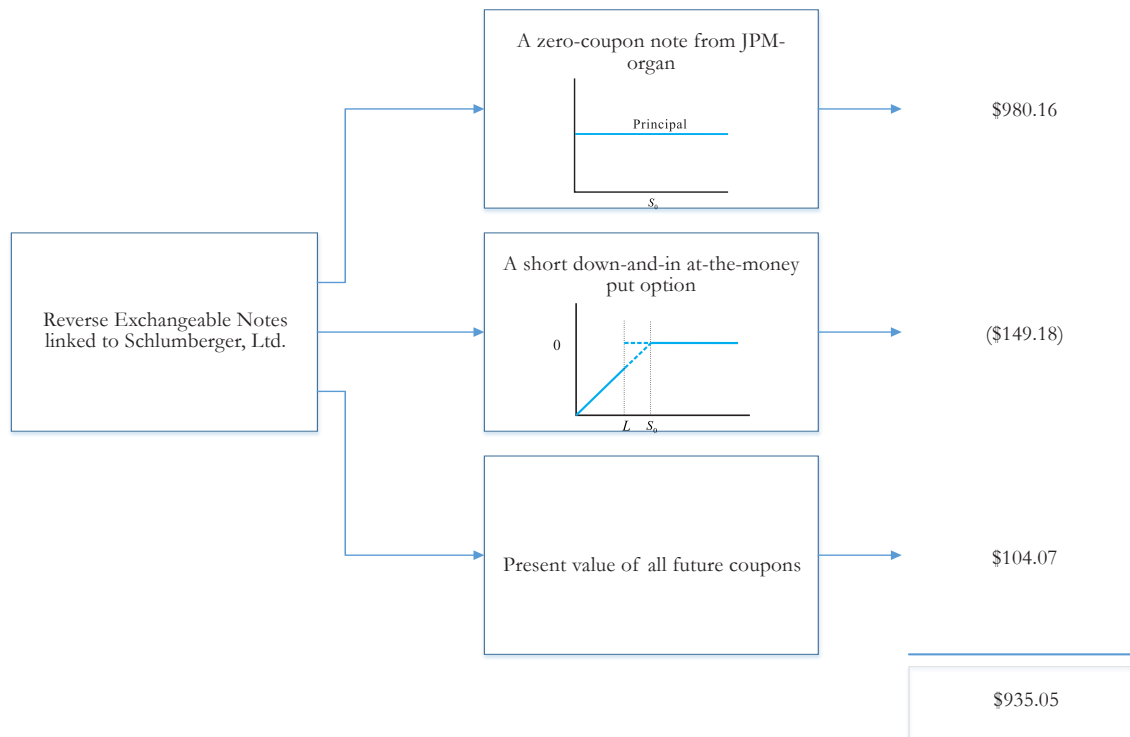 A zero-coupon note from JPM-
organ
Principal
S₀
$980.16
Reverse Exchangeable Notes
linked to Schlumberger, Ltd.
A short down-and-in at-the-money
put option
0
L S₀
($149.18)
Present value of all future coupons
$104.07
$935.05